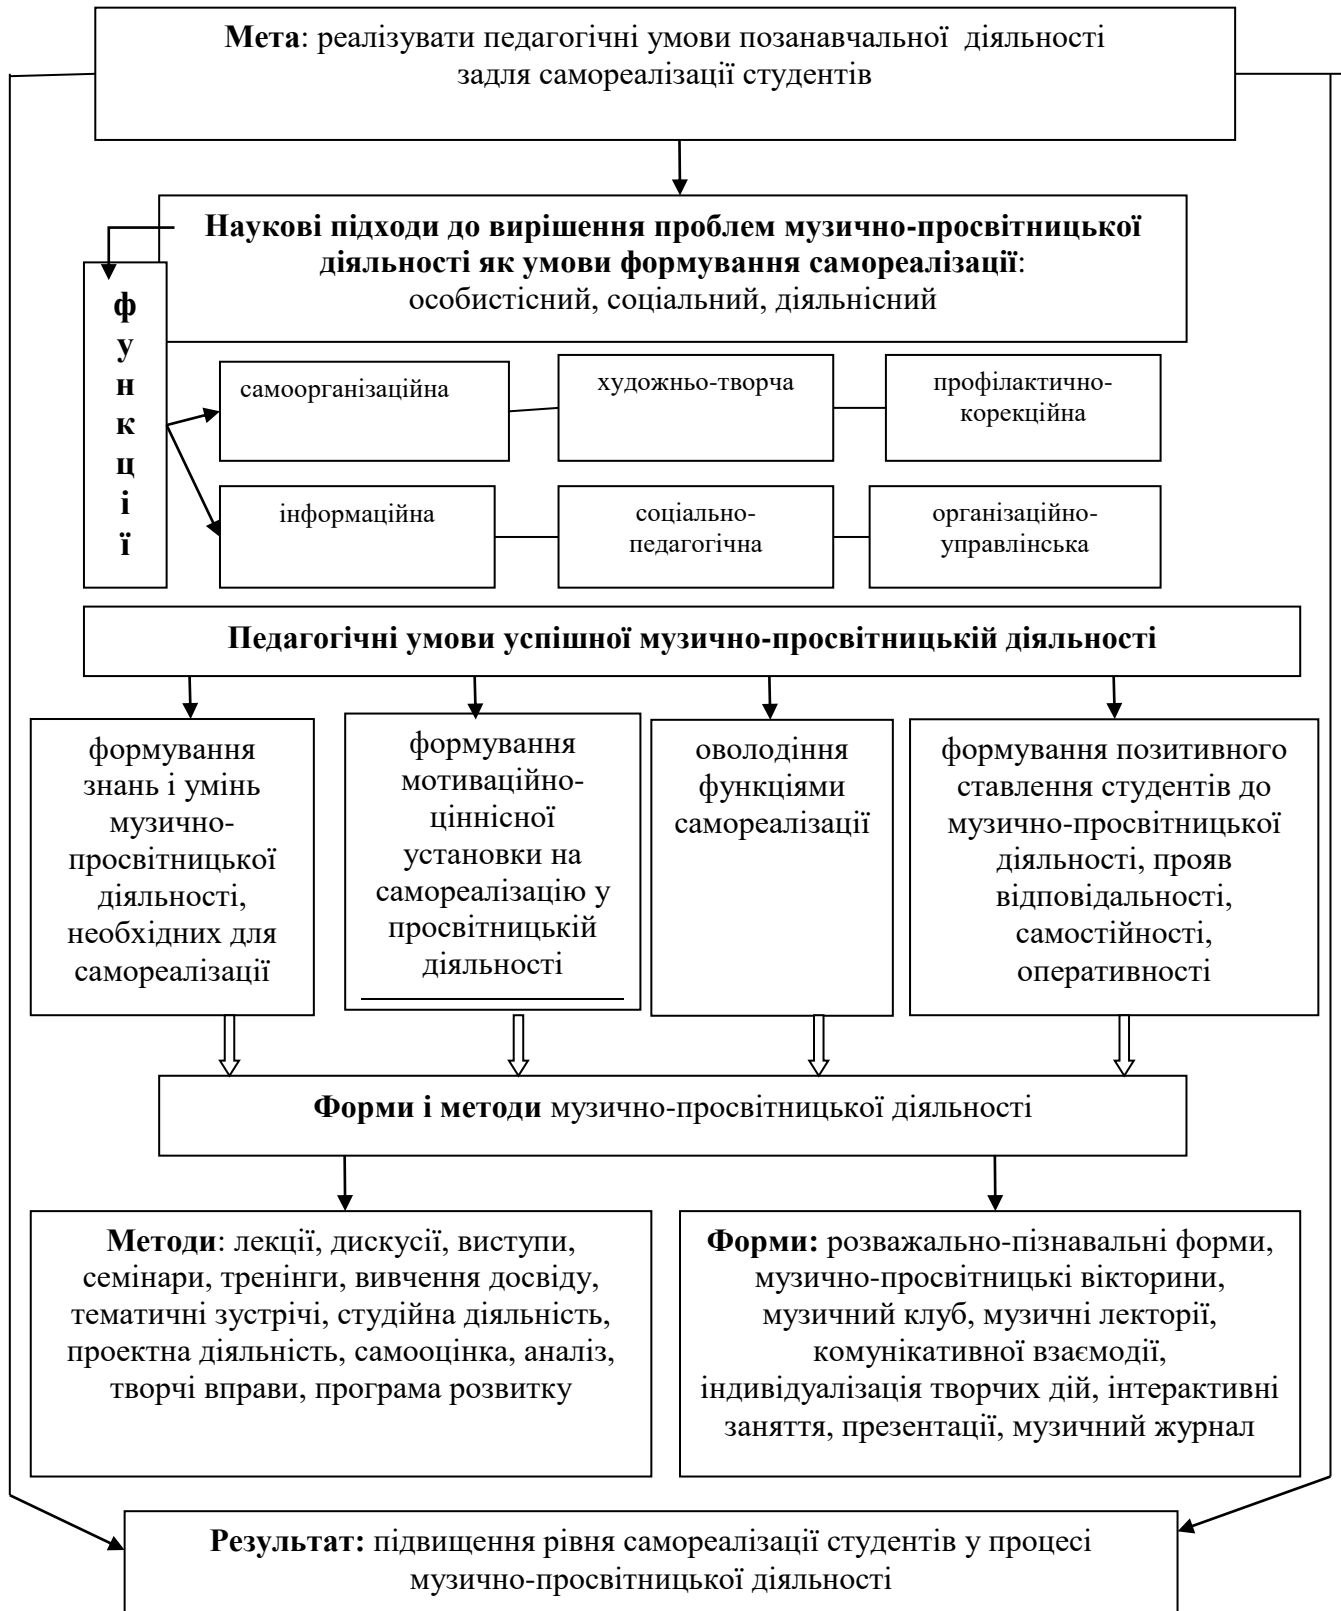 Мета: реалізувати педагогічні умови позанавчальної діяльності
задля самореалізації студентів
Наукові підходи до вирішення проблем музично-просвітницької
діяльності як умови формування самореалізації:
особистісний, соціальний, діяльнісний
ф
у
н
к
ц
і
ї
самоорганізаційна
художньо-творча
профілактично-
корекційна
інформаційна
соціально-
педагогічна
організаційно-
управлінська
Педагогічні умови успішної музично-просвітницькій діяльності
формування
знань і умінь
музично-
просвітницької
діяльності,
необхідних для
самореалізації
формування
мотиваційно-
ціннісної
установки на
самореалізацію у
просвітницькій
діяльності
оволодіння
функціями
самореалізації
формування позитивного
ставлення студентів до
музично-просвітницької
діяльності, прояв
відповідальності,
самостійності,
оперативності
Форми і методи музично-просвітницької діяльності
Методи: лекції, дискусії, виступи,
семінари, тренінги, вивчення досвіду,
тематичні зустрічі, студійна діяльність,
проектна діяльність, самооцінка, аналіз,
творчі вправи, програма розвитку
Форми: розважально-пізнавальні форми,
музично-просвітницькі вікторини,
музичний клуб, музичні лекторії,
комунікативної взаємодії,
індивідуалізація творчих дій, інтерактивні
заняття, презентації, музичний журнал
Результат: підвищення рівня самореалізації студентів у процесі
музично-просвітницької діяльності